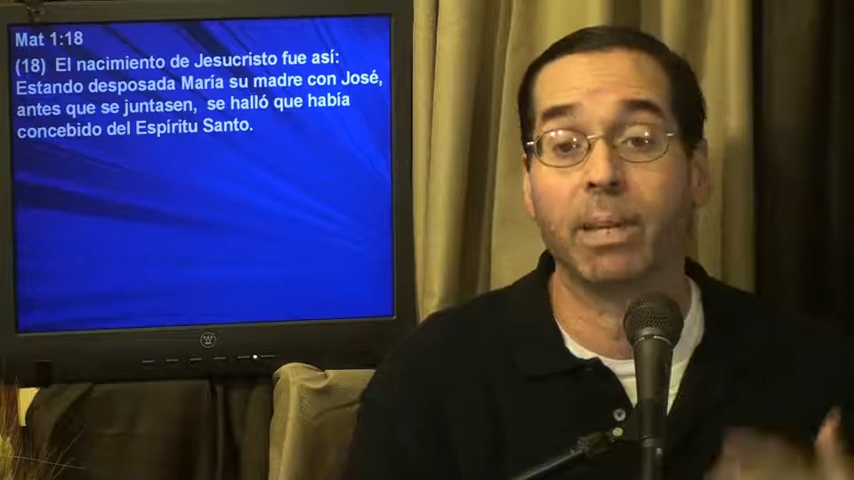 Mat 1:18
(18) El nacimiento de Jesucristo fue así:
Estando desposada María su madre con José,
antes que se juntasen, se halló que había
concebido del Espíritu Santo.